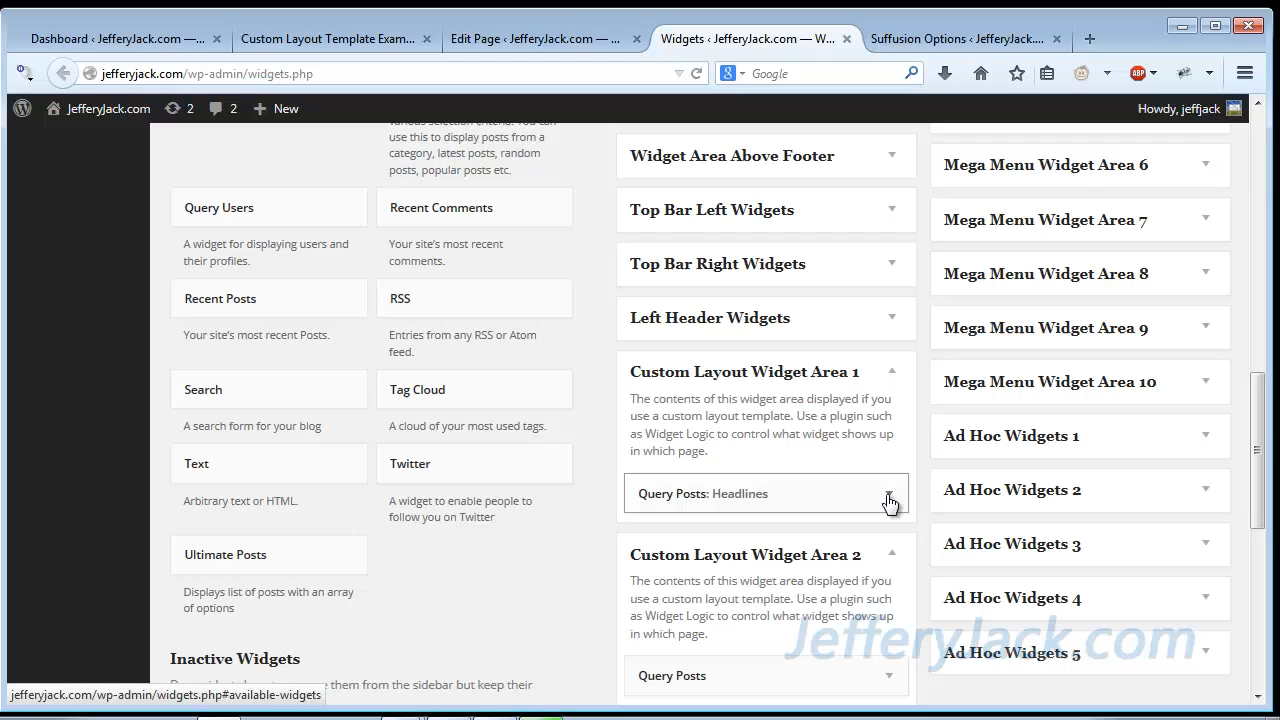 Dashboard ‹ JefferyJack.com —...
Custom Layout Template Exam...
Edit Page ‹ JefferyJack.com — ...
Widgets ‹ JefferyJack.com — W...
Suffusion Options ‹ JefferyJack....
jefferyjack.com/wp-admin/widgets.php
Google
ABP
JefferyJack.com
2
2
New
Howdy, jeffjack
various selection criteria. You can
use this to display posts from a
category, latest posts, random
posts, popular posts etc.
Query Users
A widget for displaying users and
their profiles.
Recent Comments
Your site's most recent
comments.
Recent Posts
Your site's most recent Posts.
RSS
Entries from any RSS or Atom
feed.
Search
A search form for your blog
Tag Cloud
A cloud of your most used tags.
Text
Arbitrary text or HTML.
Twitter
A widget to enable people to
follow you on Twitter
Ultimate Posts
Displays list of posts with an array
of options
Inactive Widgets
them from the sidebar but keep their
jefferyjack.com/wp-admin/widgets.php#available-widgets
Widget Area Above Footer
Top Bar Left Widgets
Top Bar Right Widgets
Left Header Widgets
Custom Layout Widget Area 1
The contents of this widget area displayed if you
use a custom layout template. Use a plugin such
as Widget Logic to control what widget shows up
in which page.
Query Posts: Headlines
Custom Layout Widget Area 2
The contents of this widget area displayed if you
use a custom layout template. Use a plugin such
as Widget Logic to control what widget shows up
in which page.
Query Posts
Mega Menu Widget Area 6
Mega Menu Widget Area 7
Mega Menu Widget Area 8
Mega Menu Widget Area 9
Mega Menu Widget Area 10
Ad Hoc Widgets 1
Ad Hoc Widgets 2
Ad Hoc Widgets 3
Ad Hoc Widgets 4
Ad Hoc Widgets 5
JefferyJack.com